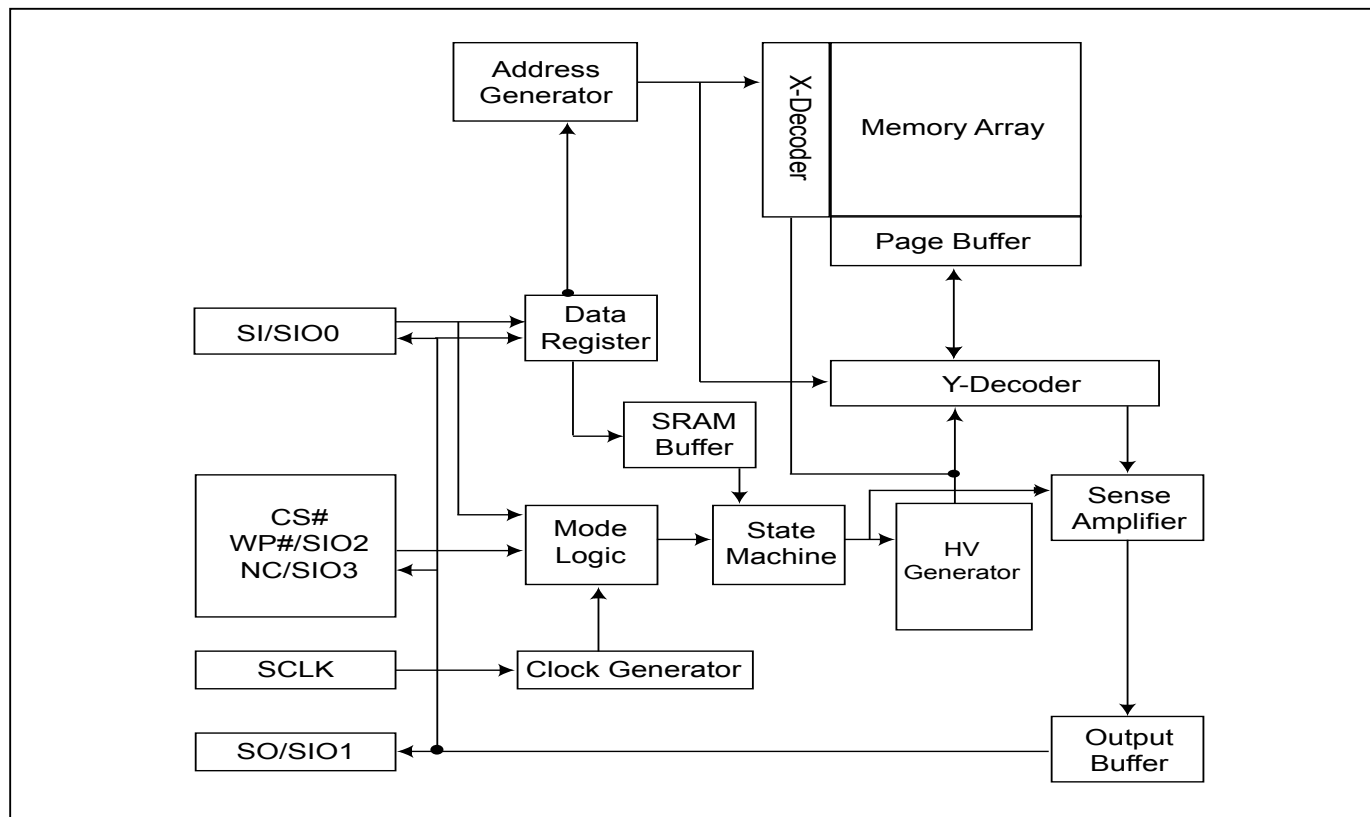 Address
Generator
X-Decoder
Memory Array
Page Buffer
SI/SIO0
Data
Register
Y-Decoder
SRAM
Buffer
CS#
WP#/SIO2
NC/SIO3
Mode
Logic
State
Machine
HV
Generator
Sense
Amplifier
SCLK
Clock Generator
SO/SIO1
Output
Buffer